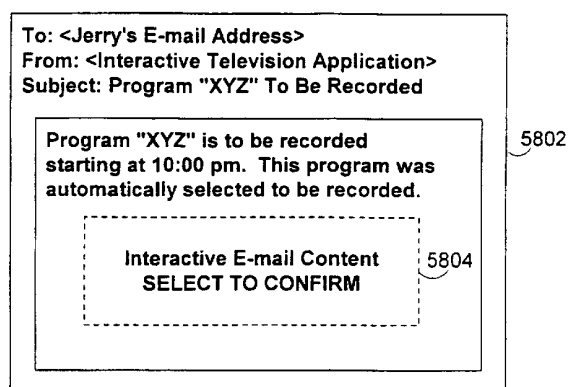 To: <Jerry's E-mail Address>
From: <Interactive Television Application>
Subject: Program "XYZ" To Be Recorded
Program "XYZ" is to be recorded
starting at 10:00 pm. This program was
automatically selected to be recorded.
Interactive E-mail Content
SELECT TO CONFIRM
5802
5804